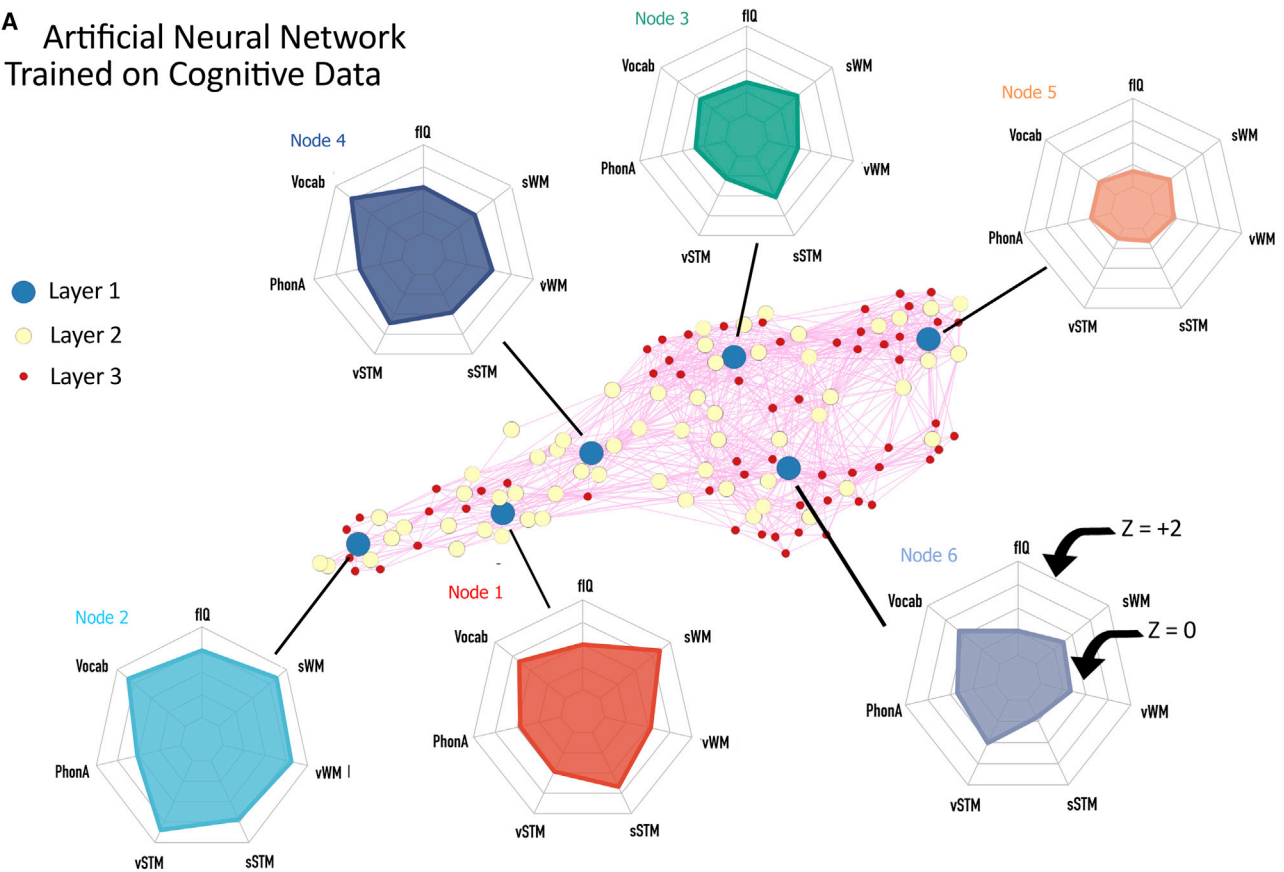 A
Artificial Neural Network
Trained on Cognitive Data
Layer 1
Layer 2
Layer 3
Node 4
fIQ
sWM
vWM
sSTM
vSTM
PhonA
Vocab
Node 3
fIQ
sWM
vWM
sSTM
vSTM
PhonA
Vocab
Node 5
fIQ
sWM
vWM
sSTM
vSTM
PhonA
Vocab
Node 2
fIQ
sWM
vWM |
sSTM
vSTM
PhonA
Vocab
Node 1
fIQ
sWM
vWM
sSTM
vSTM
PhonA
Vocab
Node 6
fIQ
sWM
vWM
sSTM
vSTM
PhonA
Vocab
Z = +2
Z = 0